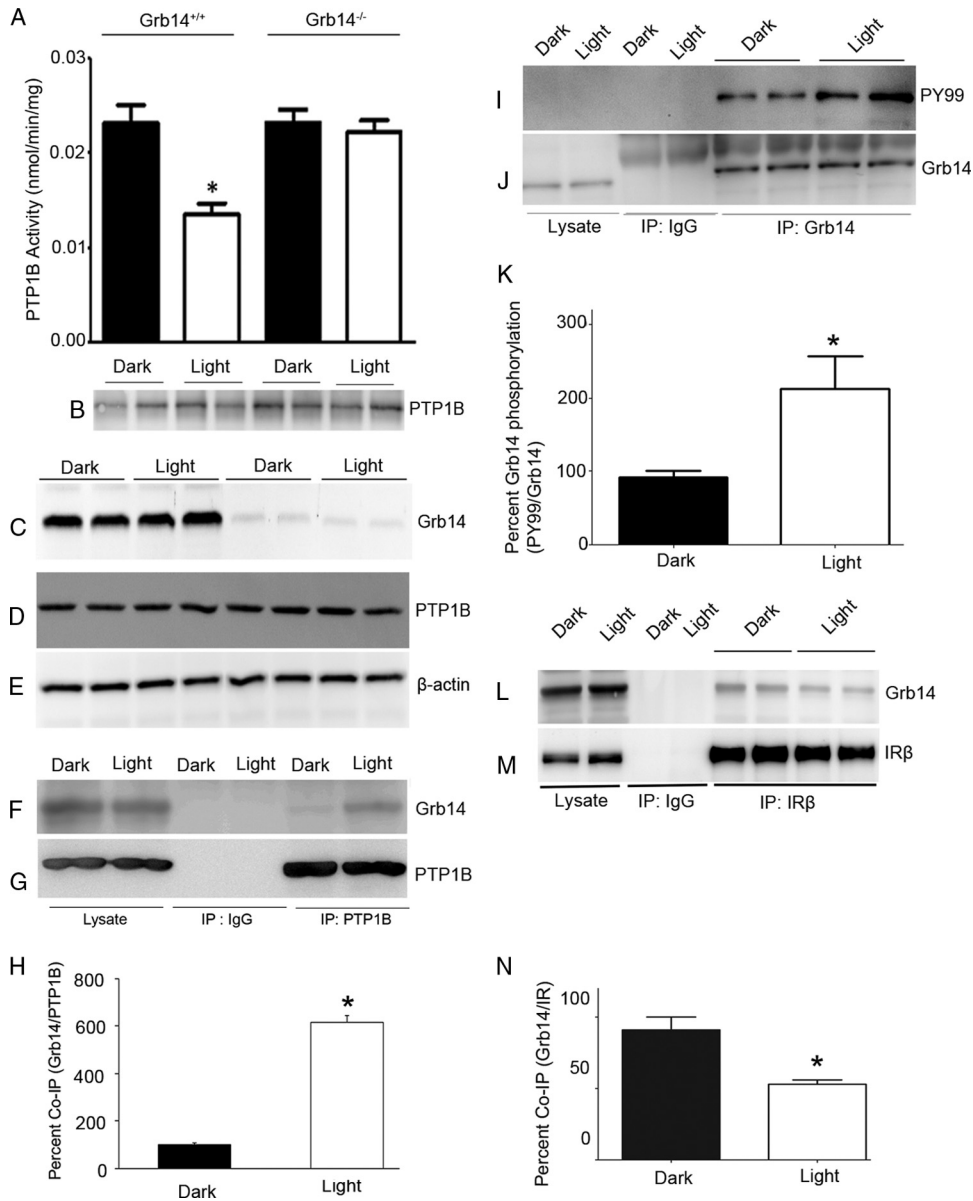 A
Grb14+/+
Grb14-/-
PTP1B Activity (nmol/min/mg)
0.03
0.02
0.01
0.00
*
Dark Light Dark Light
B
PTP1B
Dark Light Dark Light
C
Grb14
D
PTP1B
E
β-actin
Dark Light Dark Light Dark Light
F
Grb14
G
PTP1B
Lysate
IP : IgG
IP: PTP1B
H
Percent Co-IP (Grb14/PTP1B)
800
600
400
200
0
*
Dark
Light
Dark Light Dark Light Dark Light
I
PY99
J
Grb14
Lysate
IP: IgG
IP: Grb14
K
Percent Grb14 phosphorylation
(PY99/Grb14)
300
200
100
0
*
Dark
Light
Dark Light Dark Light Dark Light
L
Grb14
M
IRβ
Lysate
IP: IgG
IP: IRβ
N
Percent Co-IP (Grb14/IR)
100
50
0
*
Dark
Light